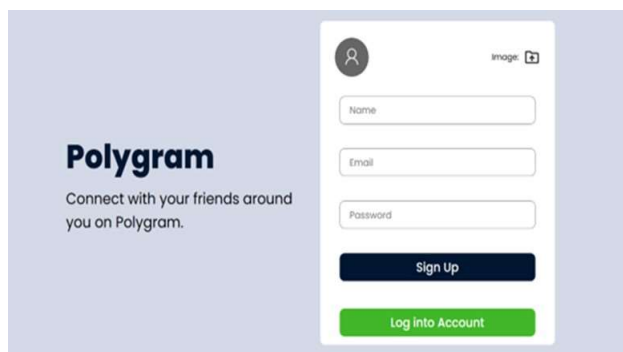 Polygram
Connect with your friends around
you on Polygram.
Image:
Name
Email
Password
Sign Up
Log into Account